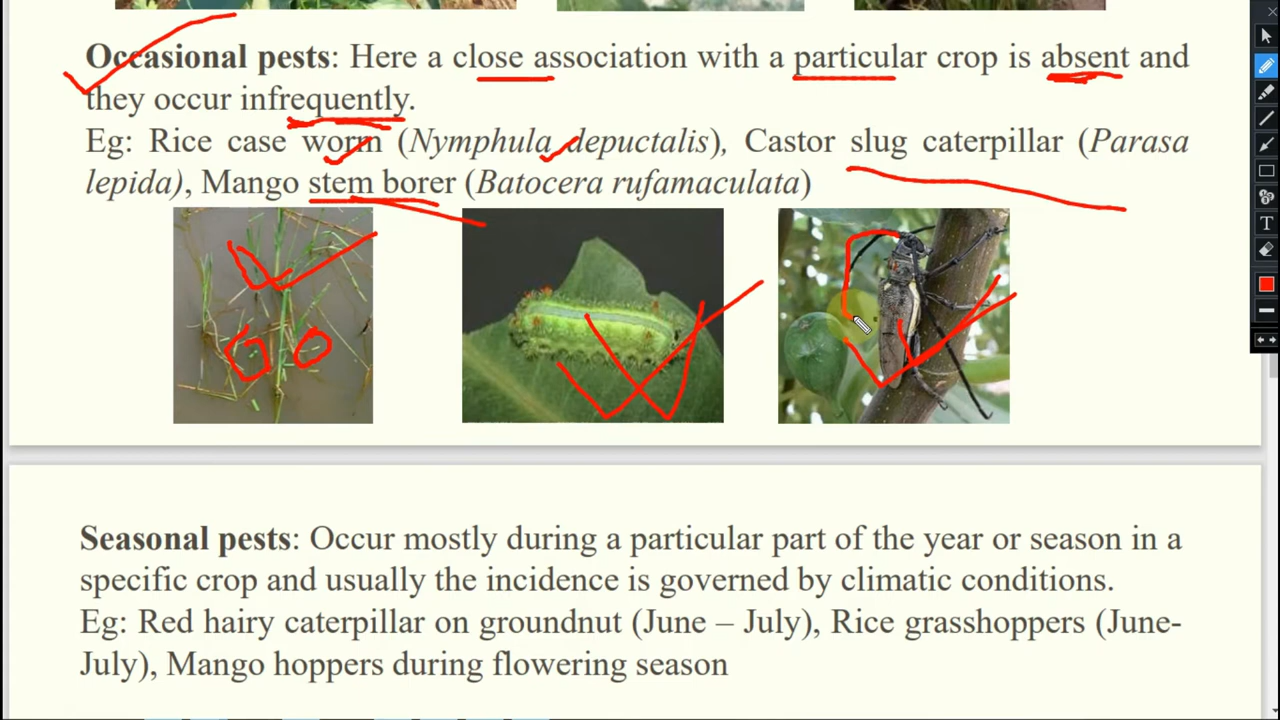 Occasional pests: Here a close association with a particular crop is absent and
they occur infrequently.
Eg: Rice case worm (Nymphula depuctalis), Castor slug caterpillar (Parasa
lepida), Mango stem borer (Batocera rufamaculata)
Seasonal pests: Occur mostly during a particular part of the year or season in a
specific crop and usually the incidence is governed by climatic conditions.
Eg: Red hairy caterpillar on groundnut (June – July), Rice grasshoppers (June-
July), Mango hoppers during flowering season